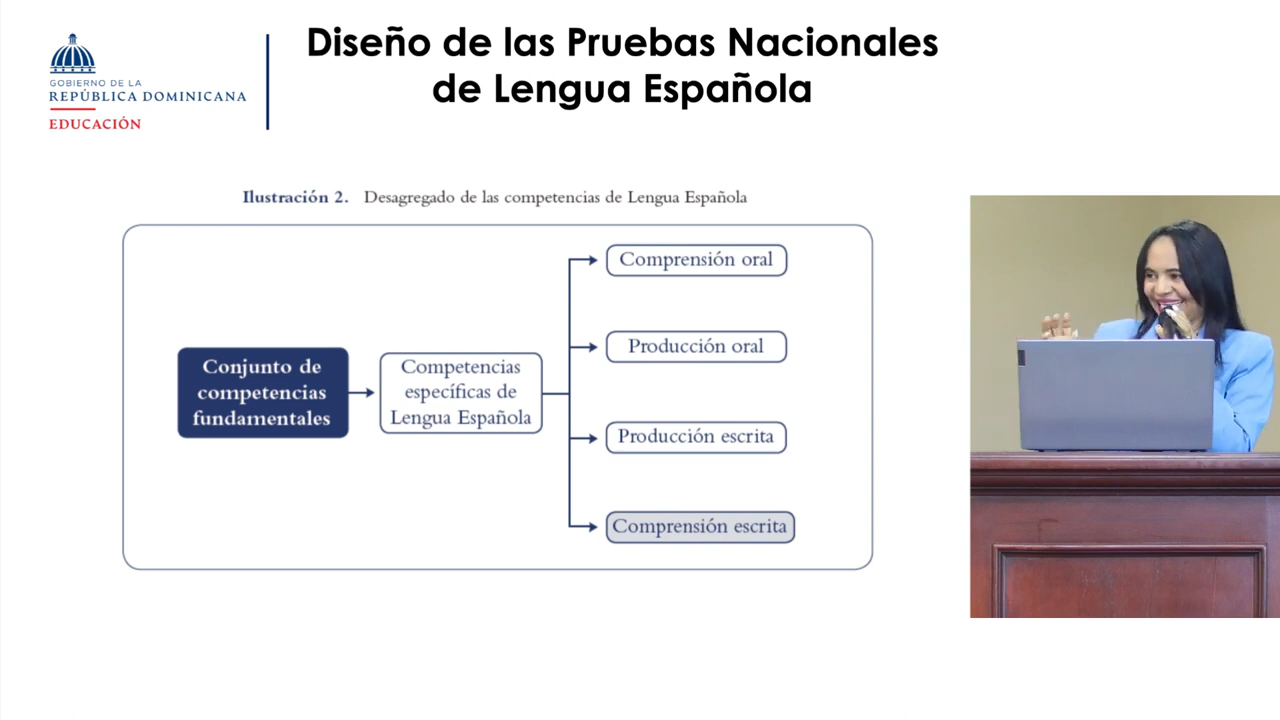 Diseño de las Pruebas Nacionales
de Lengua Española
GOBIERNO DE LA
REPÚBLICA DOMINICANA
EDUCACIÓN
Ilustración 2. Desagregado de las competencias de Lengua Española
Conjunto de
competencias
fundamentales
Competencias
específicas de
Lengua Española
Comprensión oral
Producción oral
Producción escrita
Comprensión escrita